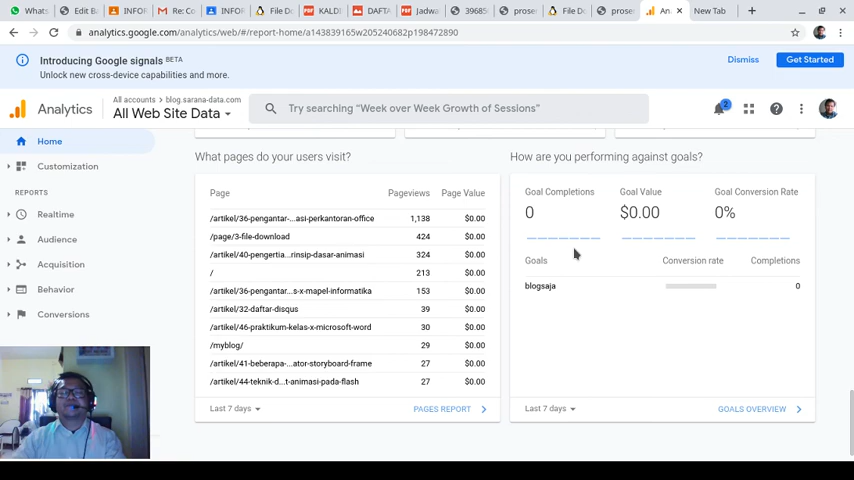 Whats
Edit Ba
INFOR
Re: Co
INFOR
File Do
KALDI
DAFTA
Jadwa
39685
prose
File Do
prose
An
New Tab
analytics.google.com/analytics/web/#/report-home/a143839165w205240682p198472890
Introducing Google signals BETA
Unlock new cross-device capabilities and more.
Dismiss
Get Started
Analytics
All accounts > blog.sarana-data.com
All Web Site Data
Try searching “Week over Week Growth of Sessions”
2
Home
Customization
REPORTS
Realtime
Audience
Acquisition
Behavior
Conversions
What pages do your users visit?
Page Pageviews Page Value
/artikel/36-pengantar-...asi-perkantoran-office 1,138 $0.00
/page/3-file-download 424 $0.00
/artikel/40-pengertia...rinsip-dasar-animasi 324 $0.00
/ 213 $0.00
/artikel/36-pengantar...s-x-mapel-informatika 153 $0.00
/artikel/32-daftar-disqus 39 $0.00
/artikel/46-praktikum-kelas-x-microsoft-word 30 $0.00
/myblog/ 29 $0.00
/artikel/41-beberapa-...ator-storyboard-frame 27 $0.00
/artikel/44-teknik-d...t-animasi-pada-flash 27 $0.00
Last 7 days
PAGES REPORT
How are you performing against goals?
Goal Completions Goal Value Goal Conversion Rate
0 $0.00 0%
Goals Conversion rate Completions
blogsaja 0
Last 7 days
GOALS OVERVIEW